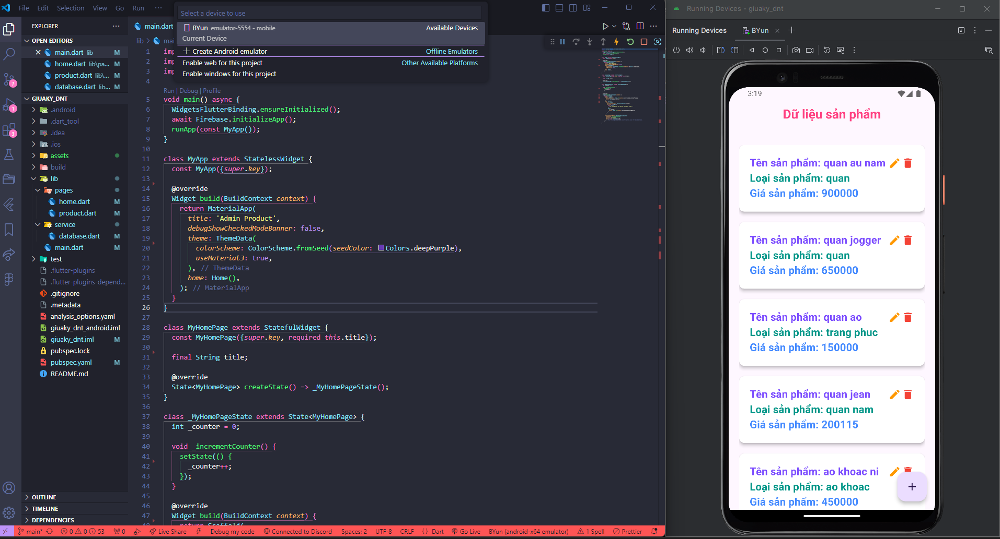 File Edit Selection View Go Run ···
Select a device to use
BYun emulator-5554 - mobile Available Devices
Current Device
Create Android emulator Offline Emulators
Enable web for this project Other Available Platforms
Enable windows for this project
EXPLORER
OPEN EDITORS
main.dart lib M
home.dart lib\pa... M
product.dart lib\... M
database.dart lib... M
GIUAKY_DNT
.android
.dart_tool
.idea
.ios
assets
build
lib
pages
home.dart M
product.dart M
service
database.dart M
main.dart M
test
.flutter-plugins
.flutter-plugins-depend...
.gitignore
.metadata
analysis_options.yaml
giuaky_dnt_android.iml
giuaky_dnt.iml M
pubspec.lock
pubspec.yaml M
README.md
OUTLINE
TIMELINE
DEPENDENCIES
7
1
3
main.dart
lib > mai
1 imp
2 imp
3 imp
4
Run | Debug | Profile
5 void main() async {
6 WidgetsFlutterBinding.ensureInitialized();
7 await Firebase.initializeApp();
8 runApp(const MyApp());
9 }
10
11 class MyApp extends StatelessWidget {
12 const MyApp({super.key});
13
14 @override
15 Widget build(BuildContext context) {
16 return MaterialApp(
17 title: 'Admin Product',
18 debugShowCheckedModeBanner: false,
19 theme: ThemeData(
20 colorScheme: ColorScheme.fromSeed(seedColor: Colors.deepPurple),
21 useMaterial3: true,
22 ), // ThemeData
23 home: Home(),
24 ); // MaterialApp
25 }
26 }
27
28 class MyHomePage extends StatefulWidget {
29 const MyHomePage({super.key, required this.title});
30
31 final String title;
32
33 @override
34 State<MyHomePage> createState() => _MyHomePageState();
35 }
36
37 class _MyHomePageState extends State<MyHomePage> {
38 int _counter = 0;
39
40 void _incrementCounter() {
41 setState(() {
42 _counter++;
43 });
44 }
45
46 @override
47 Widget build(BuildContext context) {
48 return Scaffold(
main* 0 0 53 0 Live Share Debug my code Connected to Discord Spaces: 2 UTF-8 CRLF { } Dart Go Live BYun (android-x64 emulator) 1 Spell Prettier
Running Devices - giuaky_dnt
Running Devices BYun
3:19
Dữ liệu sản phẩm
Tên sản phẩm: quan au nam
Loại sản phẩm: quan
Giá sản phẩm: 900000
Tên sản phẩm: quan jogger
Loại sản phẩm: quan
Giá sản phẩm: 650000
Tên sản phẩm: quan ao
Loại sản phẩm: trang phuc
Giá sản phẩm: 150000
Tên sản phẩm: quan jean
Loại sản phẩm: quan nam
Giá sản phẩm: 200115
Tên sản phẩm: ao khoac ni
Loại sản phẩm: ao khoac
Giá sản phẩm: 450000